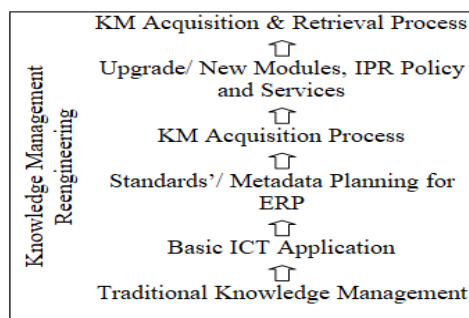 KM Acquisition & Retrieval Process
Upgrade/ New Modules, IPR Policy
and Services
KM Acquisition Process
Standards'/ Metadata Planning for
ERP
Basic ICT Application
Traditional Knowledge Management
Knowledge Management
Reengineering